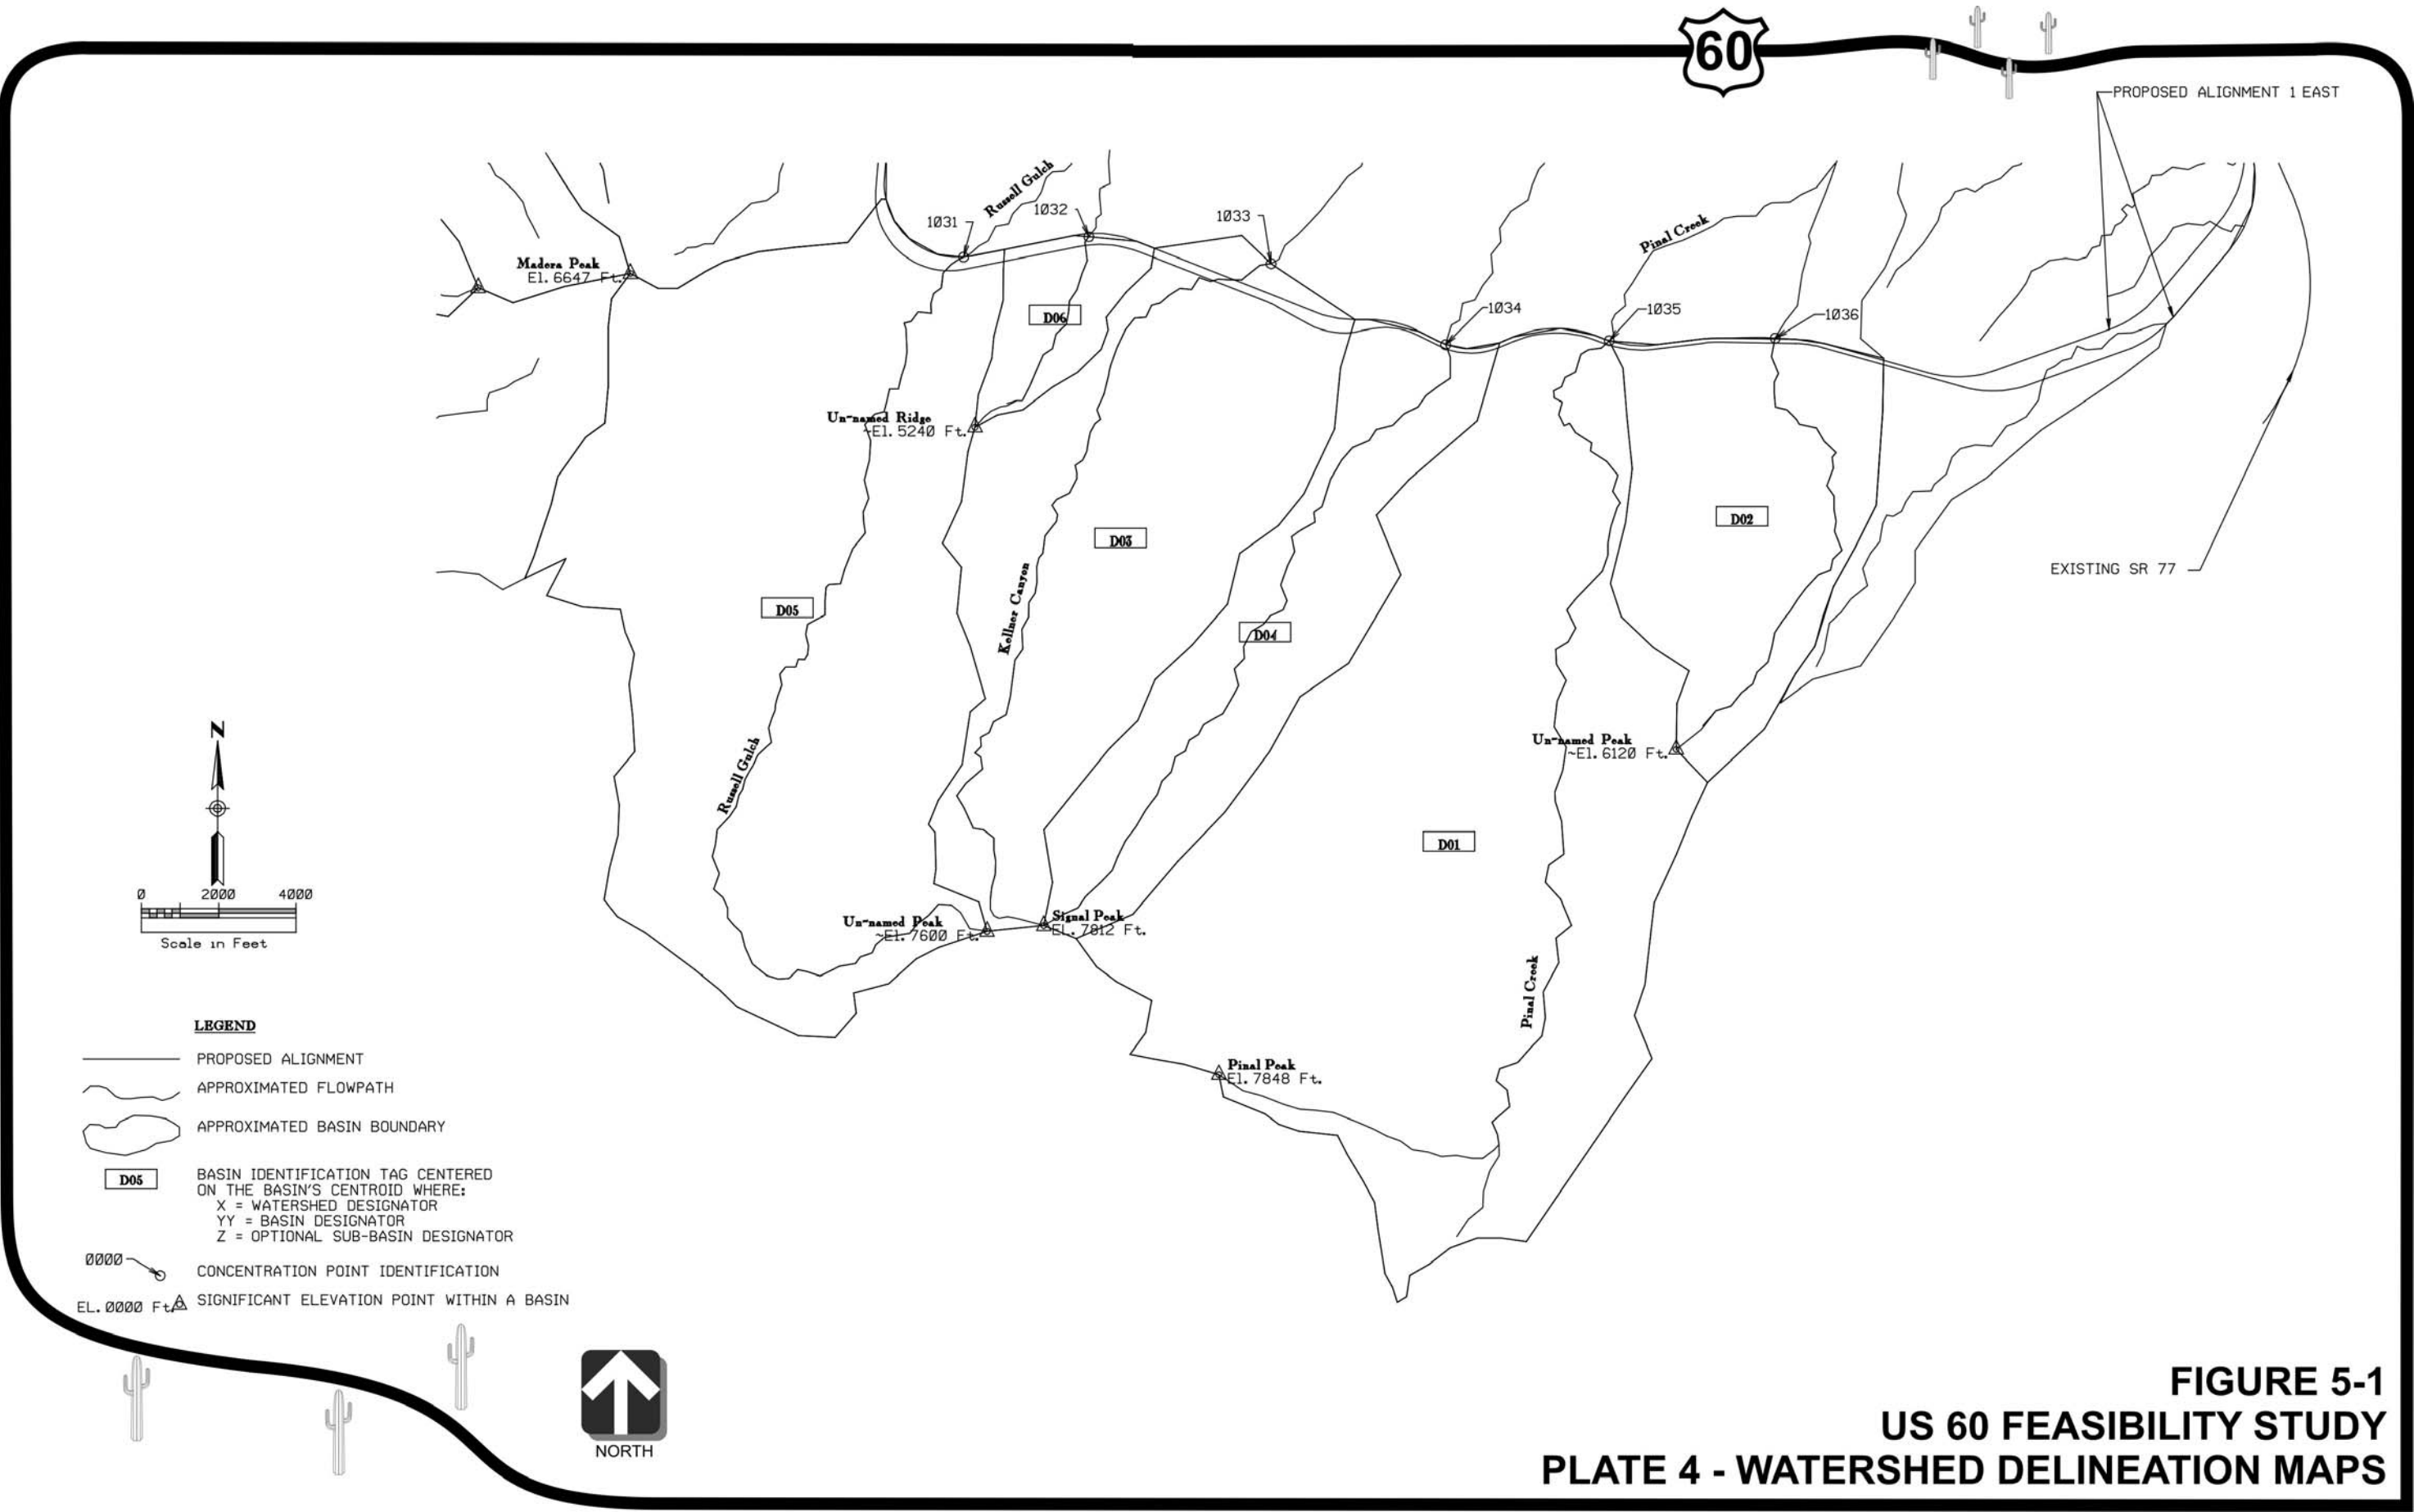 60
PROPOSED ALIGNMENT 1 EAST
Russell Gulch
1031
1032
1033
Pinal Creek
Madera Peak
El. 6647 Ft.
1034
1035
1036
D06
Un-named Ridge
~El. 5240 Ft.
D02
D03
EXISTING SR 77
Kellner Canyon
D05
D04
N
Russell Gulch
Un-named Peak
~El. 6120 Ft.
D01
0 2000 4000
Scale in Feet
Un-named Peak
~El. 7600 Ft.
Signal Peak
EL. 7812 Ft.
Pinal Creek
Pinal Peak
El. 7848 Ft.
LEGEND
PROPOSED ALIGNMENT
APPROXIMATED FLOWPATH
APPROXIMATED BASIN BOUNDARY
D05
BASIN IDENTIFICATION TAG CENTERED
ON THE BASIN'S CENTROID WHERE:
X = WATERSHED DESIGNATOR
YY = BASIN DESIGNATOR
Z = OPTIONAL SUB-BASIN DESIGNATOR
0000
CONCENTRATION POINT IDENTIFICATION
EL. 0000 Ft.
SIGNIFICANT ELEVATION POINT WITHIN A BASIN
NORTH
FIGURE 5-1
US 60 FEASIBILITY STUDY
PLATE 4 - WATERSHED DELINEATION MAPS